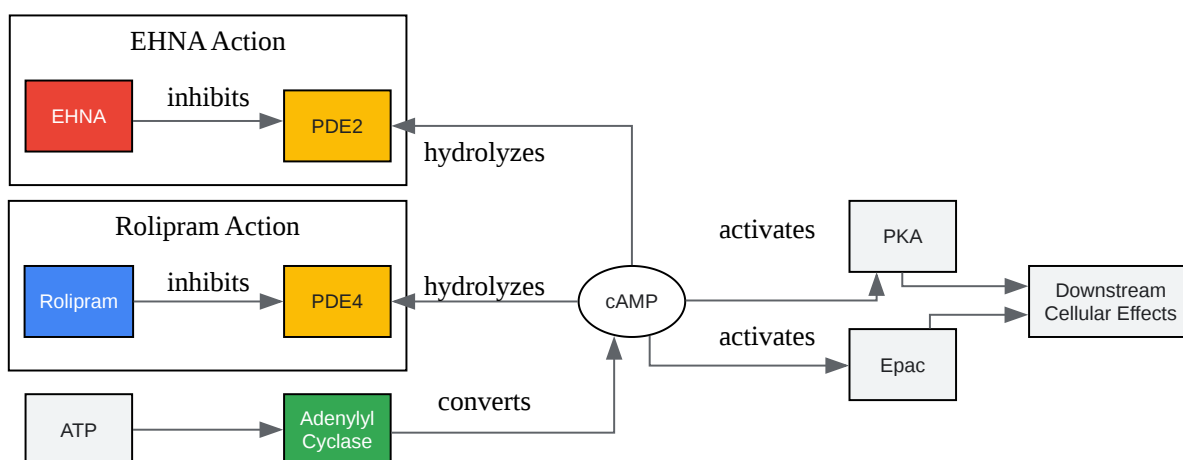 EHNA Action
EHNA
inhibits
PDE2
hydrolyzes
Rolipram Action
Rolipram
inhibits
PDE4
hydrolyzes
cAMP
activates
PKA
activates
Epac
Downstream
Cellular Effects
ATP
Adenylyl
Cyclase
converts